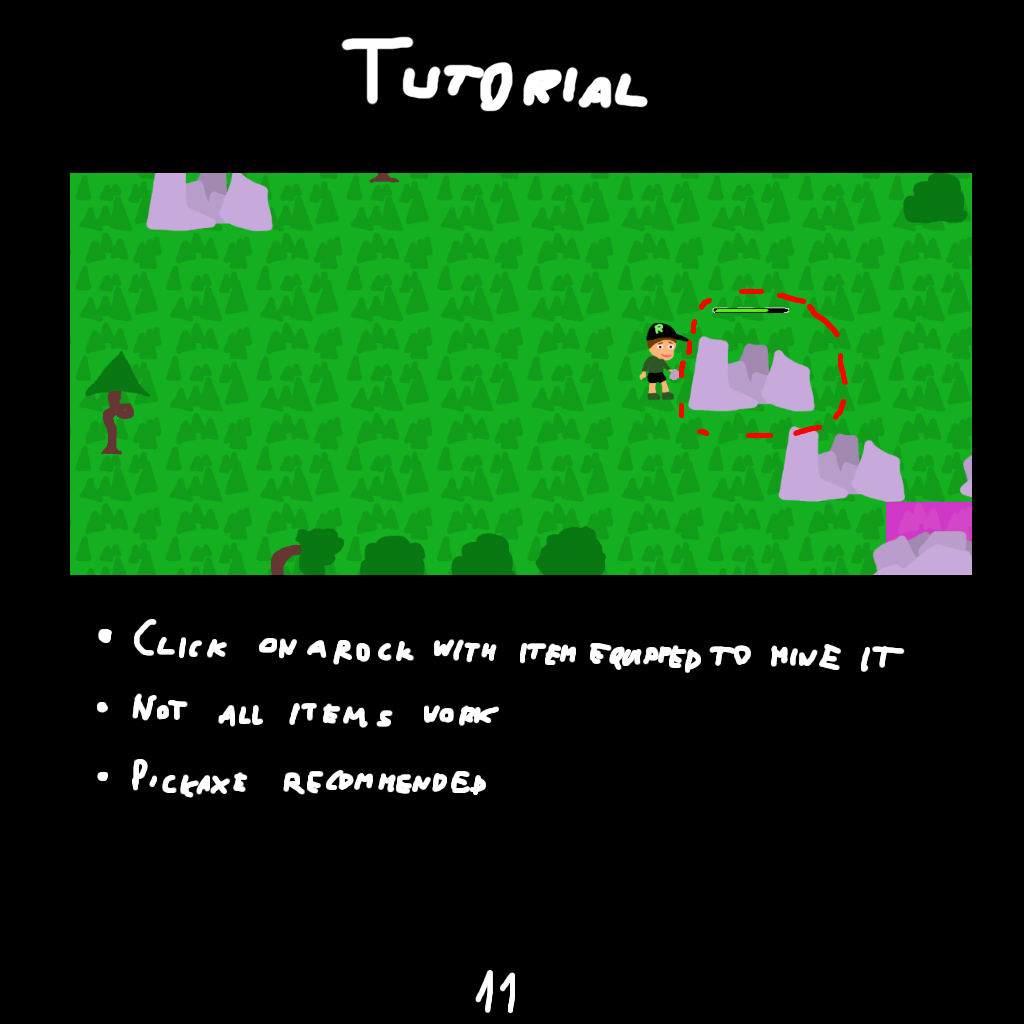 TUTORIAL
R
• CLICK ON A ROCK WITH ITEM EQUIPPED TO MINE IT
• NOT ALL ITEMS WORK
• PICKAXE RECOMMENDED
11